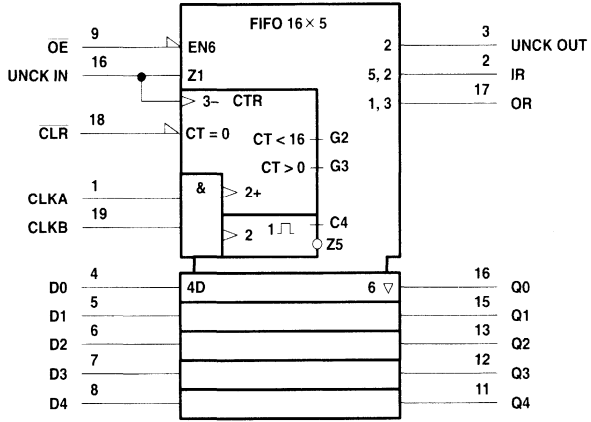 FIFO 16 × 5
OE 9 EN6 2 3 UNCK OUT
UNCK IN 16 Z1 5, 2 2 IR
3− CTR 1, 3 17 OR
CLR 18 CT = 0 CT < 16 G2
CT > 0 G3
&
CLKA 1 2+
CLKB 19 2 1 C4
Z5
D0 4 4D 6 ▽ 16 Q0
D1 5 15 Q1
D2 6 13 Q2
D3 7 12 Q3
D4 8 11 Q4